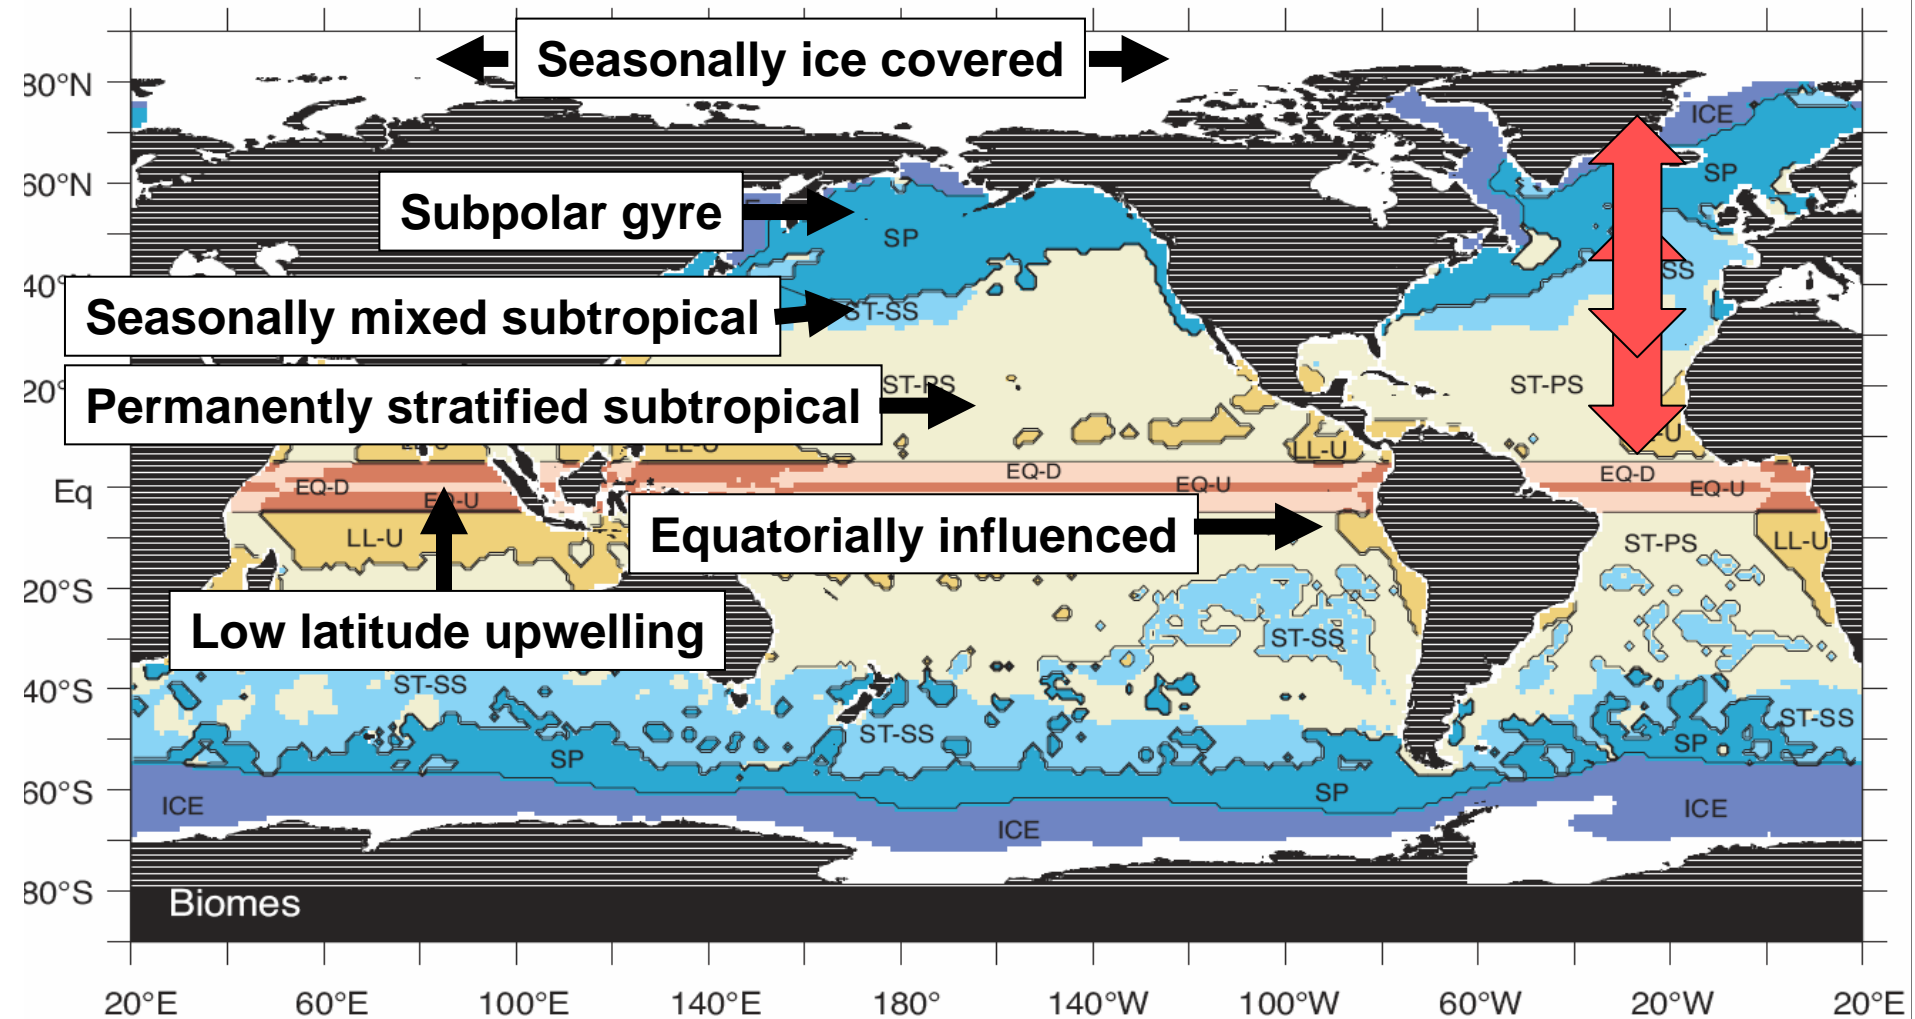 Seasonally ice covered
80°N
ICE
60°N
SP
Subpolar gyre
SP
40°
SS
Seasonally mixed subtropical
ST-SS
20°
ST-PS
ST-PS
Permanently stratified subtropical
LL-U
LL-U
EQ-D
EQ-U
EQ-D
EQ-U
EQ-D
EQ-U
Eq
LL-U
Equatorially influenced
ST-PS
LL-U
20°S
Low latitude upwelling
ST-SS
40°S
ST-SS
ST-SS
ST-SS
SP
SP
60°S
SP
ICE
ICE
ICE
80°S
Biomes
20°E 60°E 100°E 140°E 180° 140°W 100°W 60°W 20°W 20°E